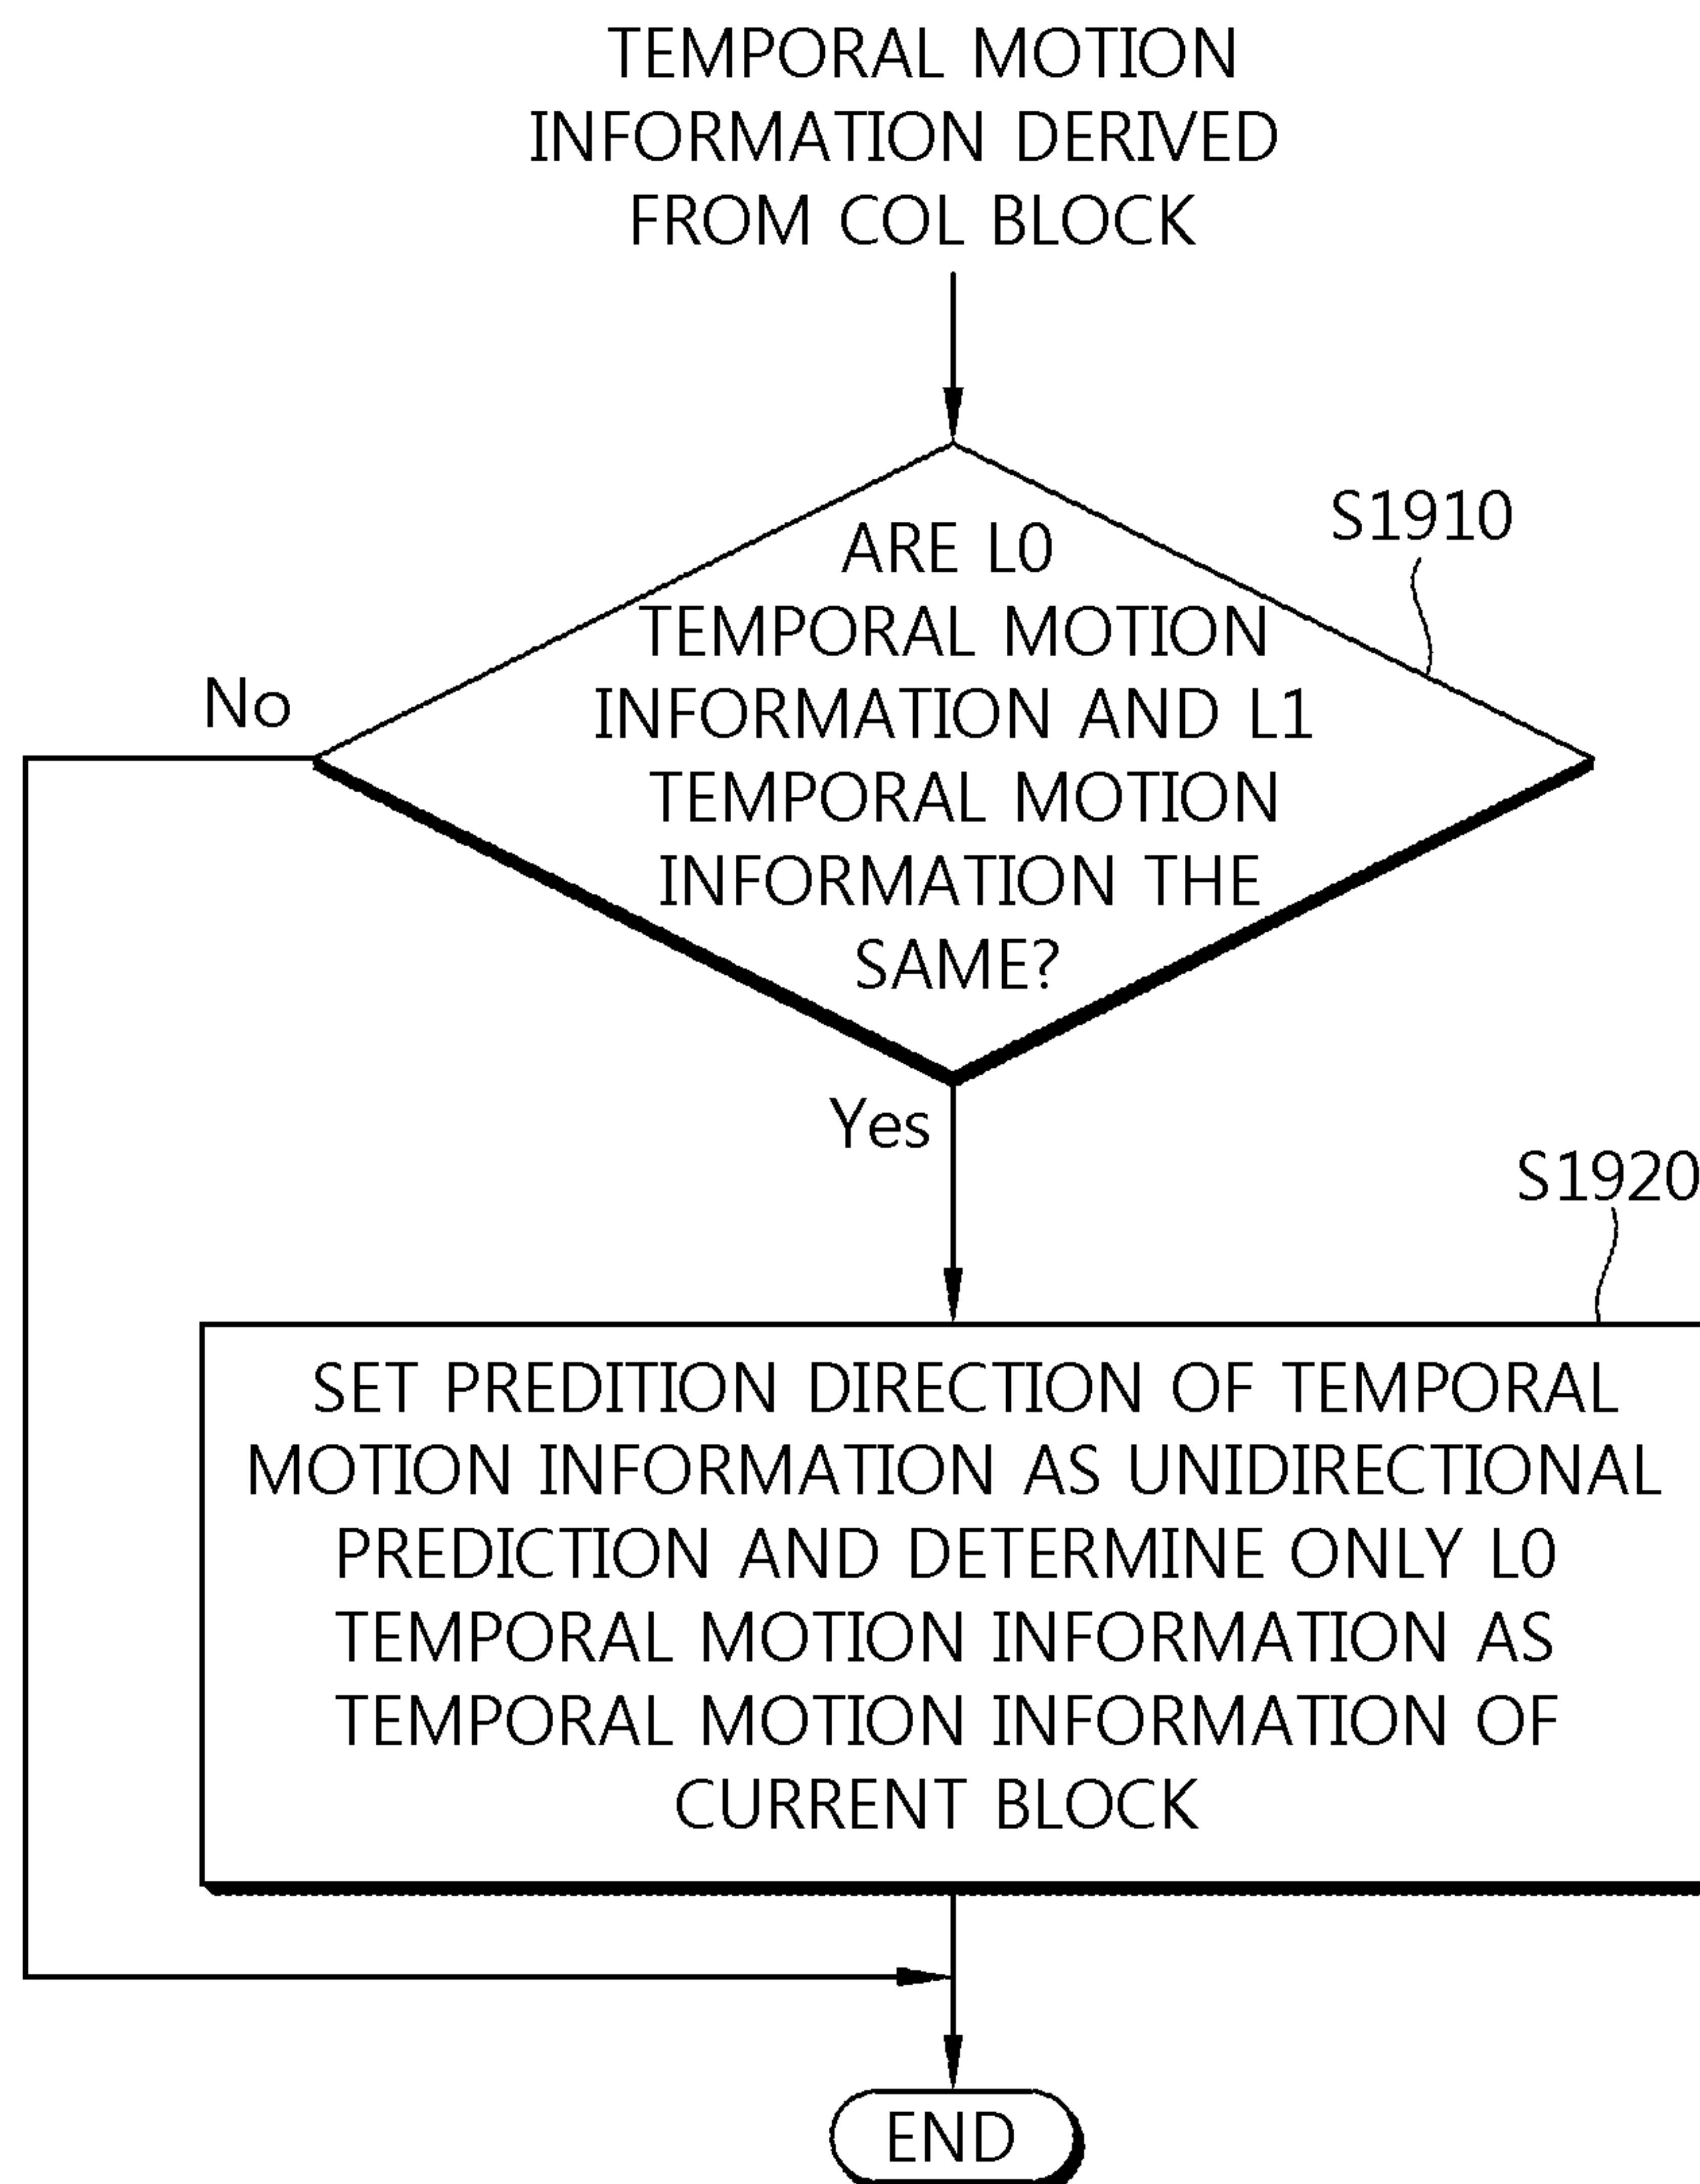 TEMPORAL MOTION
INFORMATION DERIVED
FROM COL BLOCK
S1910
ARE L0
TEMPORAL MOTION
INFORMATION AND L1
TEMPORAL MOTION
INFORMATION THE
SAME?
No
Yes
S1920
SET PREDITION DIRECTION OF TEMPORAL
MOTION INFORMATION AS UNIDIRECTIONAL
PREDICTION AND DETERMINE ONLY L0
TEMPORAL MOTION INFORMATION AS
TEMPORAL MOTION INFORMATION OF
CURRENT BLOCK
END